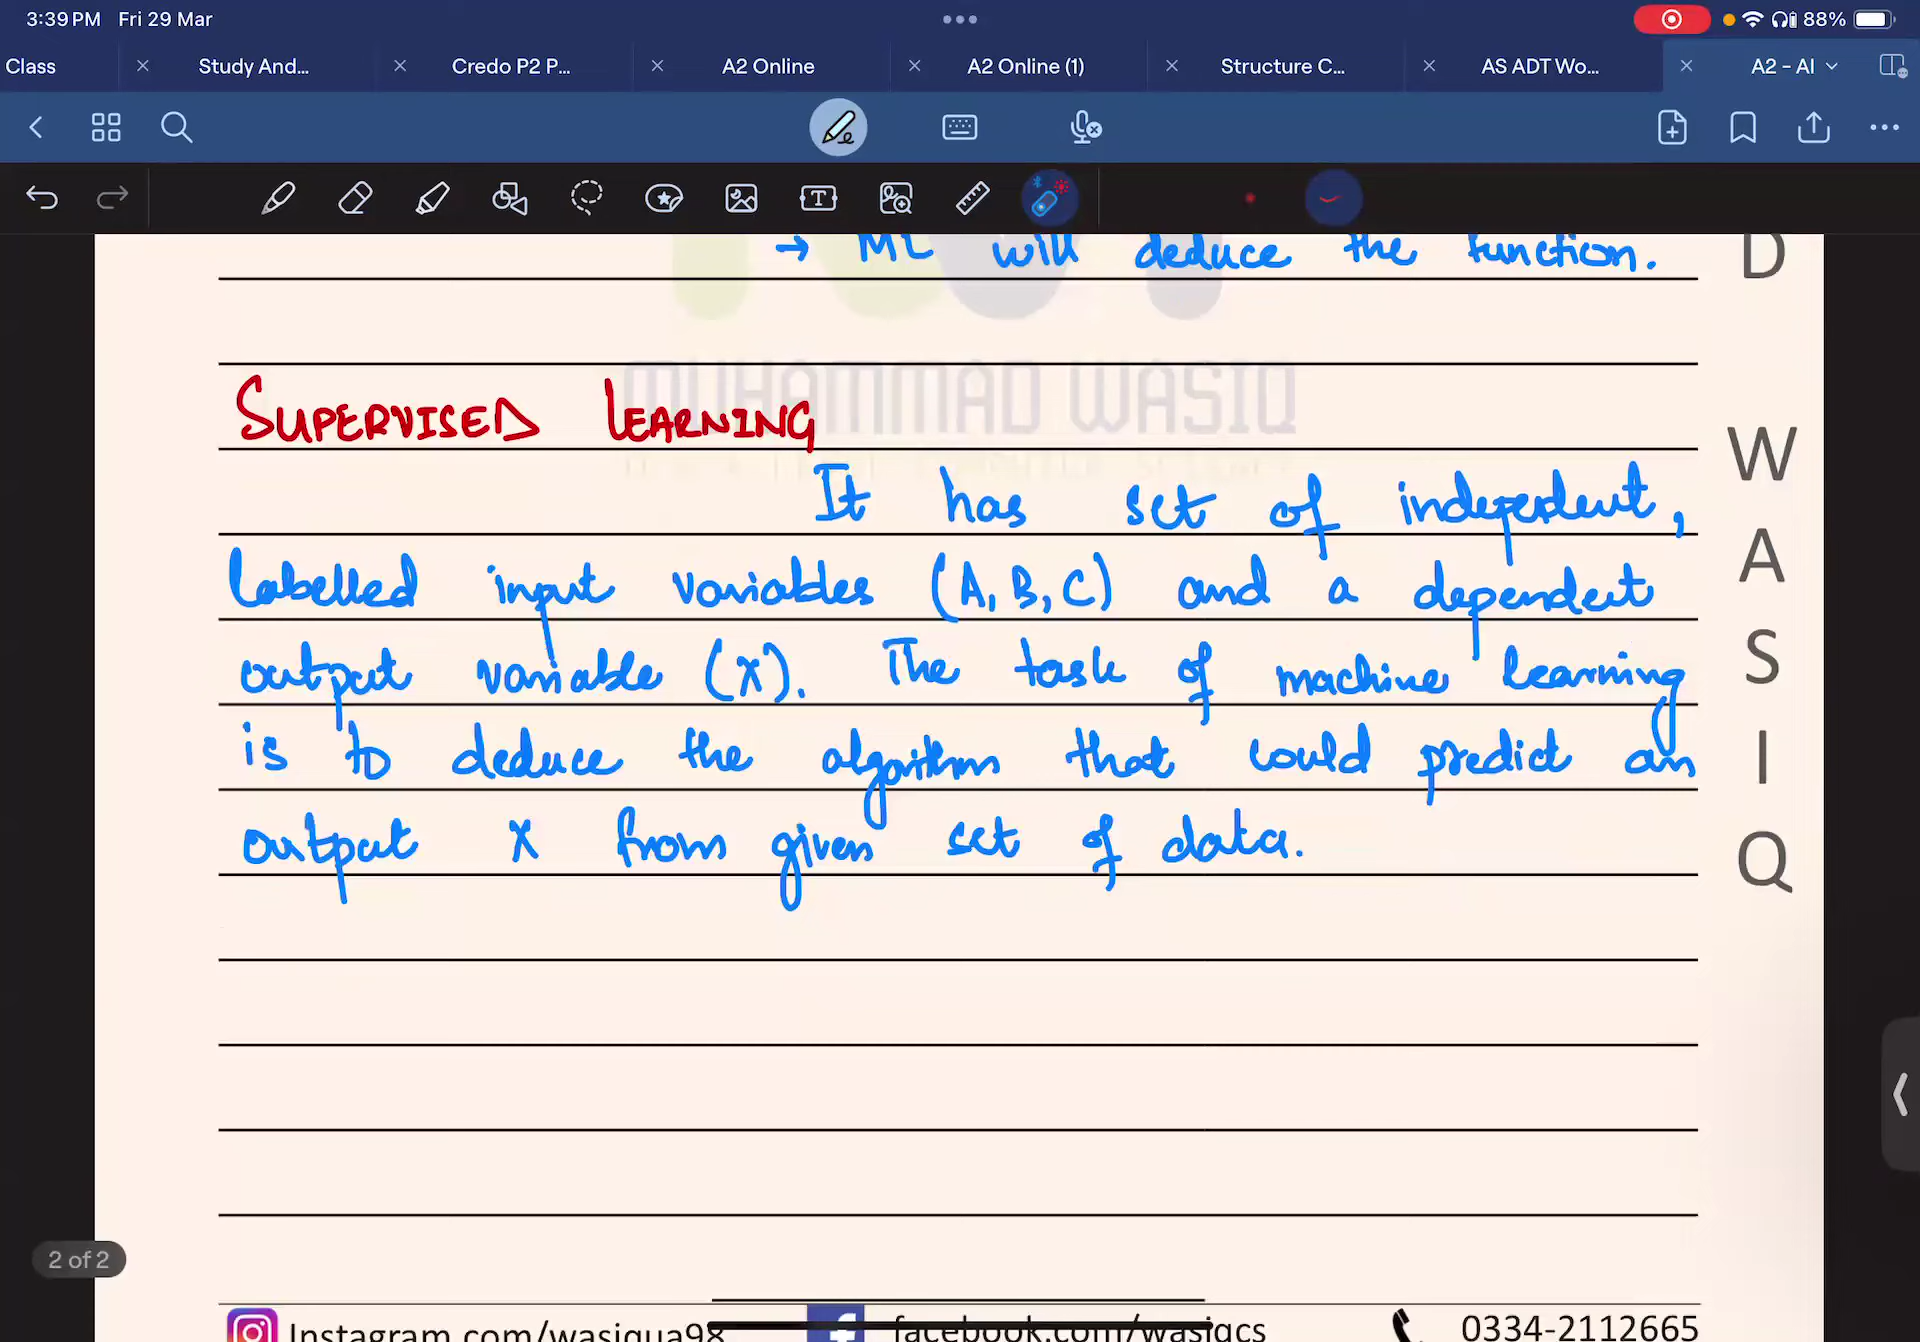 3:39 PM Fri 29 Mar
88%
Class
Study And...
Credo P2 P...
A2 Online
A2 Online (1)
Structure C...
AS ADT Wo...
A2 - AI
→ ML will deduce the function.
D
MUHAMMAD WASIQ
SUPERVISED LEARNING
It has set of independent,
labelled input variables (A, B, C) and a dependent
output variable (X). The task of machine learning
is to deduce the algorithm that could predict an
output X from given set of data.
W
A
S
I
Q
2 of 2
Instagram.com/wasiqua98
facebook.com/wasiqcs
0334-2112665